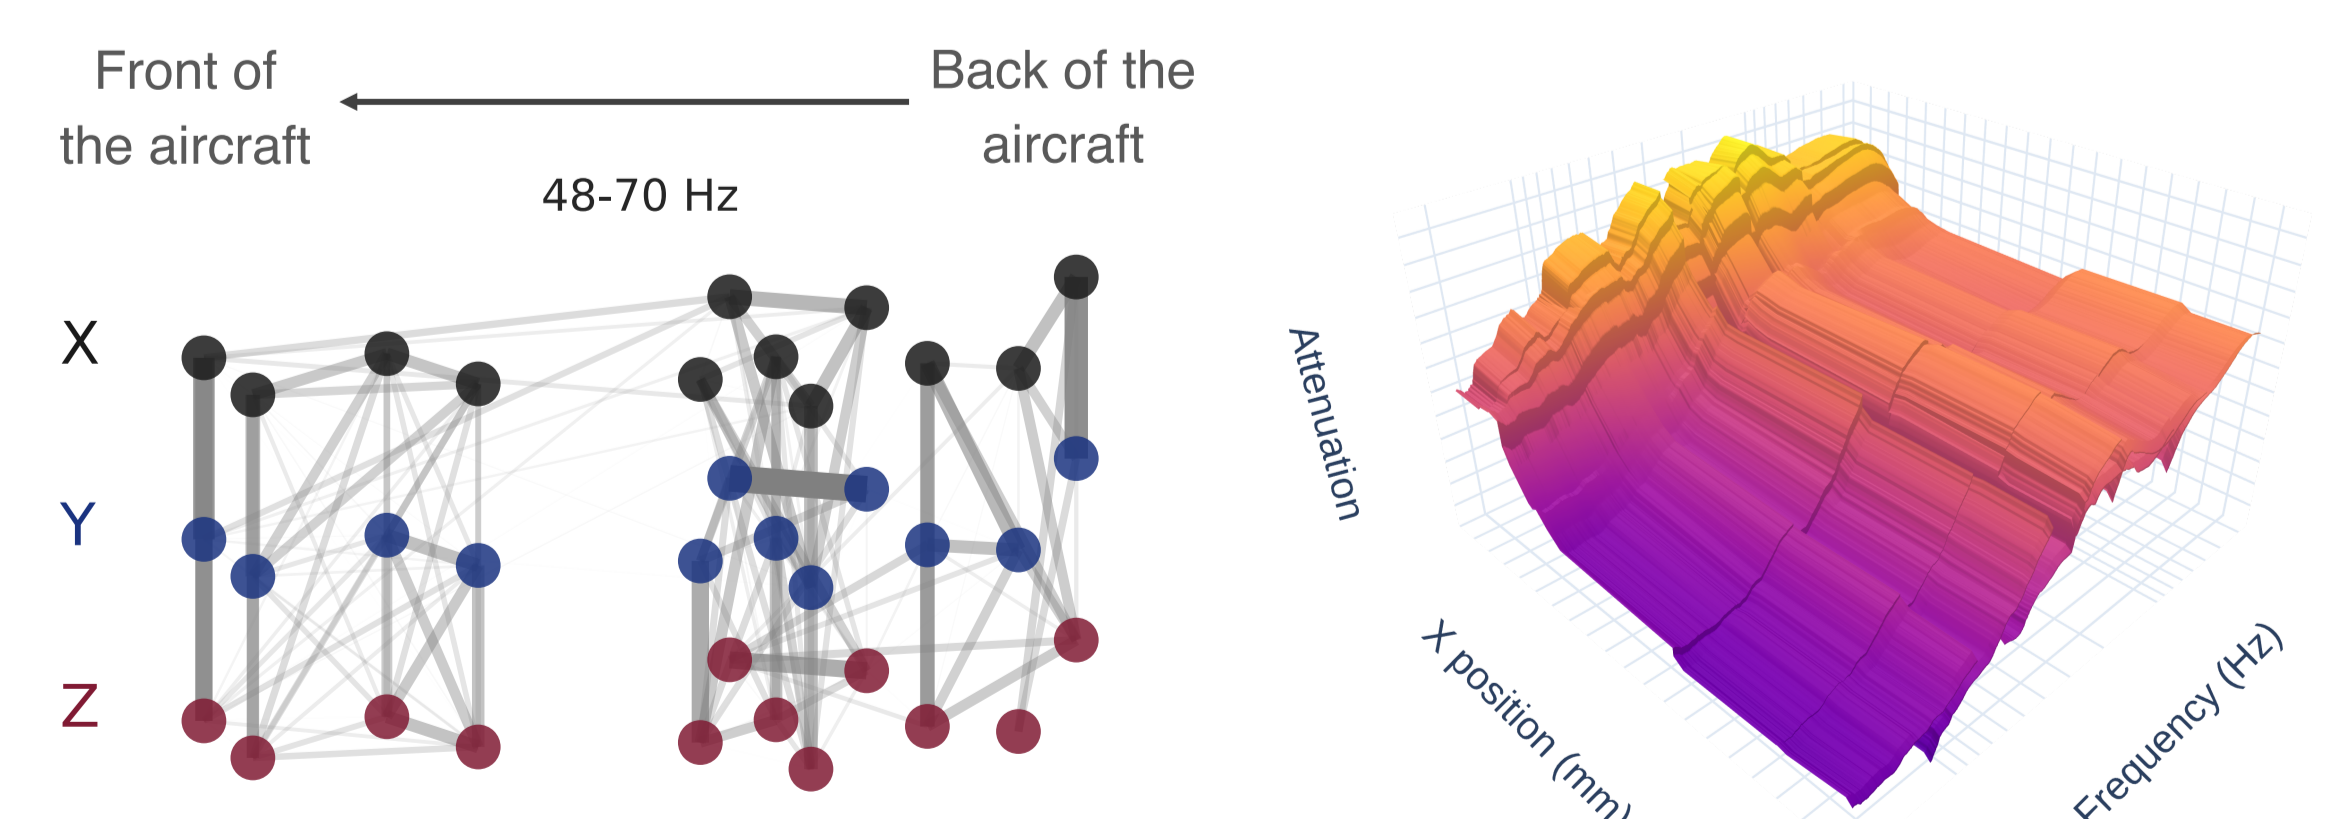 Front of
the aircraft
Back of the
aircraft
48-70 Hz
X
Y
Z
Attenuation
X position (mm)
Frequency (Hz)